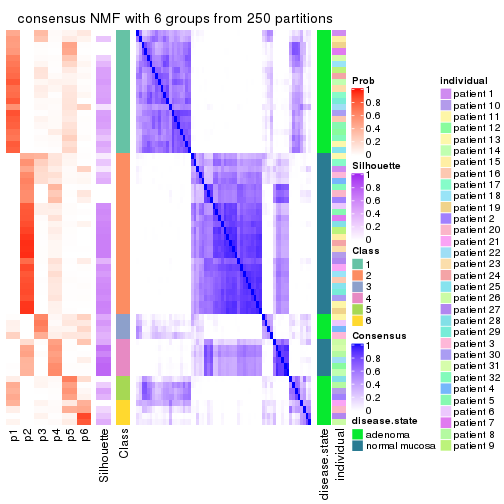 consensus NMF with 6 groups from 250 partitions
p1
p2
p3
p4
p5
p6
Silhouette
Class
disease.state
individual
Prob
1
0.8
0.6
0.4
0.2
0
Silhouette
1
0.8
0.6
0.4
0.2
0
Class
1
2
3
4
5
6
Consensus
1
0.8
0.6
0.4
0.2
0
disease.state
adenoma
normal mucosa
individual
patient 1
patient 10
patient 11
patient 12
patient 13
patient 14
patient 15
patient 16
patient 17
patient 18
patient 19
patient 2
patient 20
patient 21
patient 22
patient 23
patient 24
patient 25
patient 26
patient 27
patient 28
patient 29
patient 3
patient 30
patient 31
patient 32
patient 4
patient 5
patient 6
patient 7
patient 8
patient 9